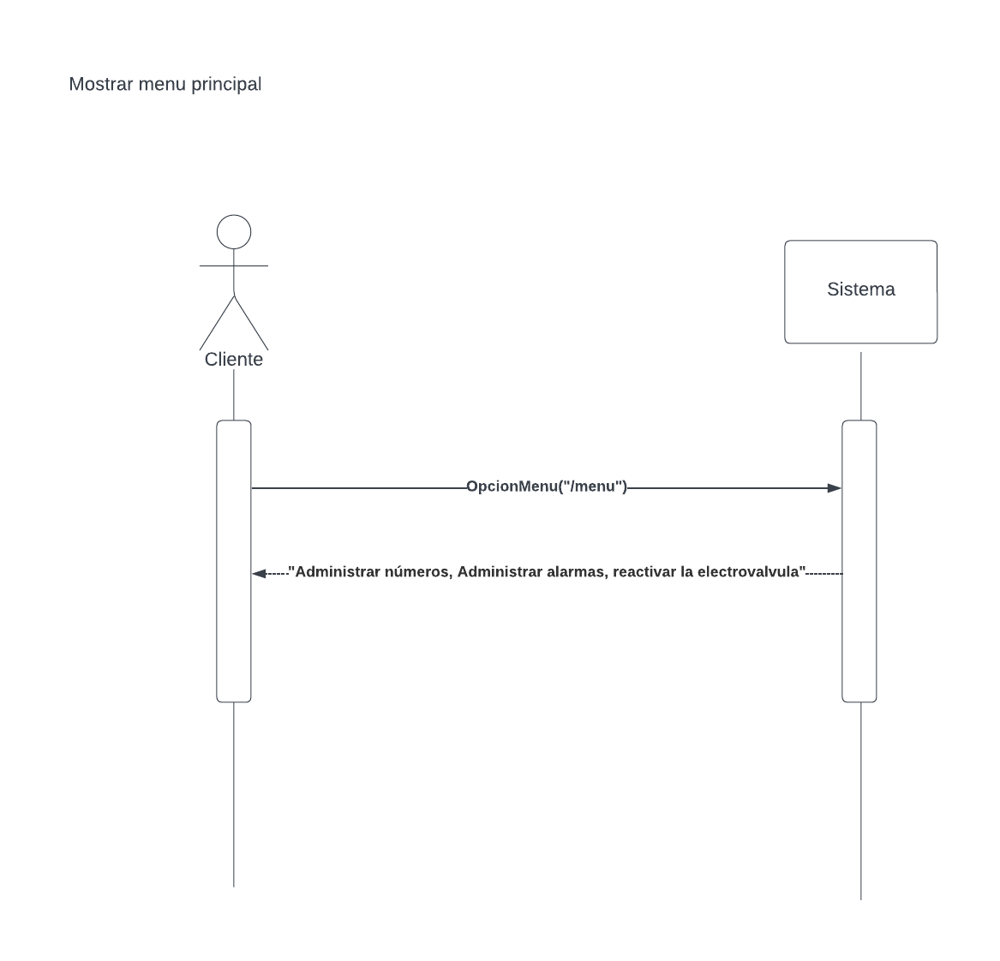 Mostrar menu principal
Sistema
Cliente
OpcionMenu("/menu")
"Administrar números, Administrar alarmas, reactivar la electrovalvula"